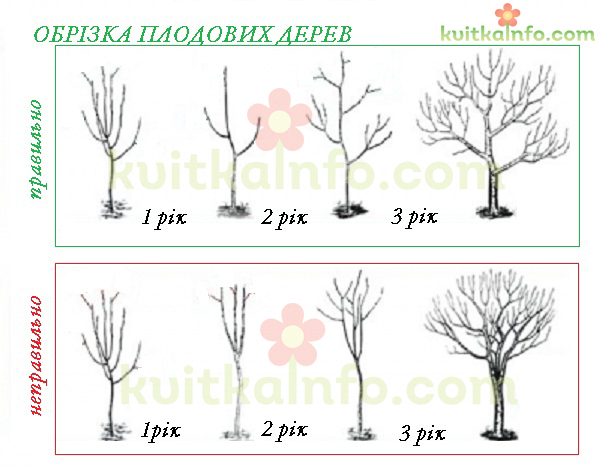 ОБРІЗКА ПЛОДОВИХ ДЕРЕВ
kuitkaInfo.com
правильно
kuitkaInfo.com
1 рік
2 рік
3 рік
неправильно
kuitkaInfo.com
1рік
2 рік
3 рік